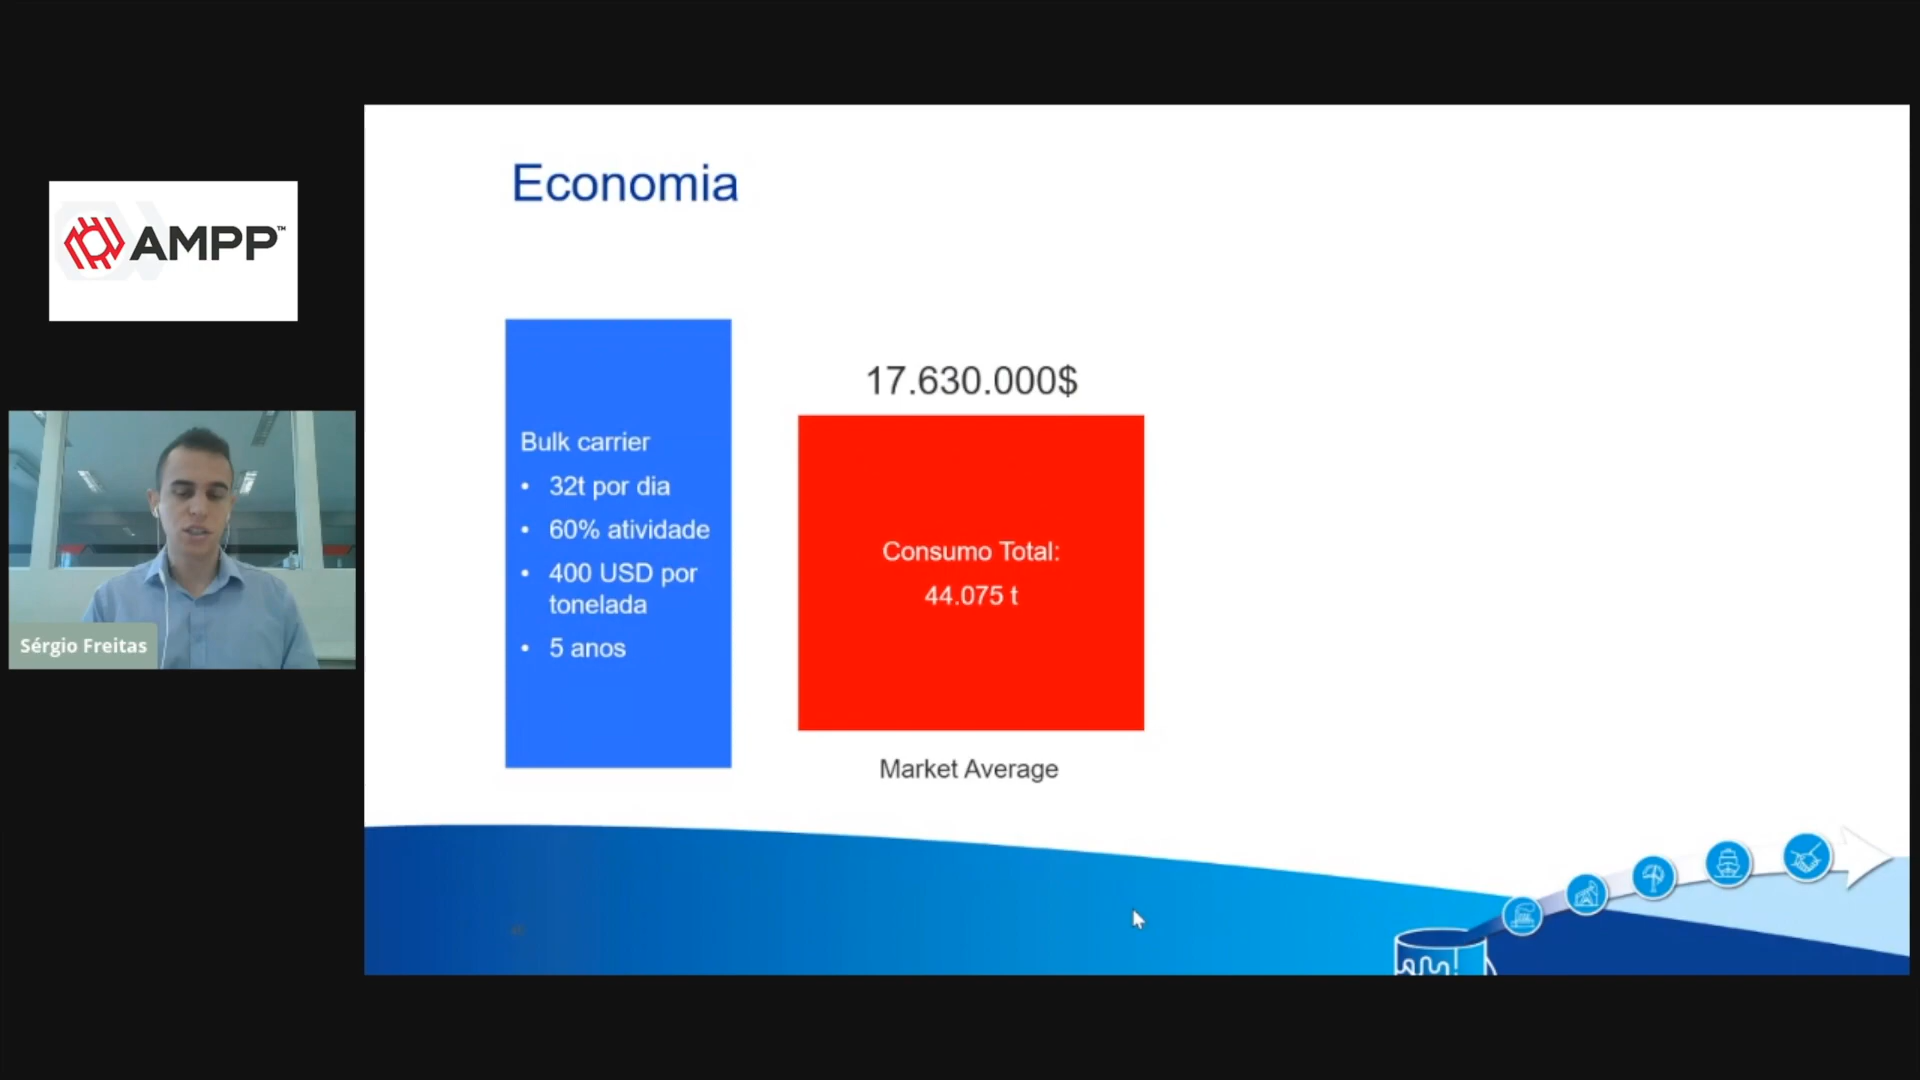 AMPP™
Sérgio Freitas
Economia
Bulk carrier
• 32t por dia
• 60% atividade
• 400 USD por
tonelada
• 5 anos
17.630.000$
Consumo Total:
44.075 t
Market Average